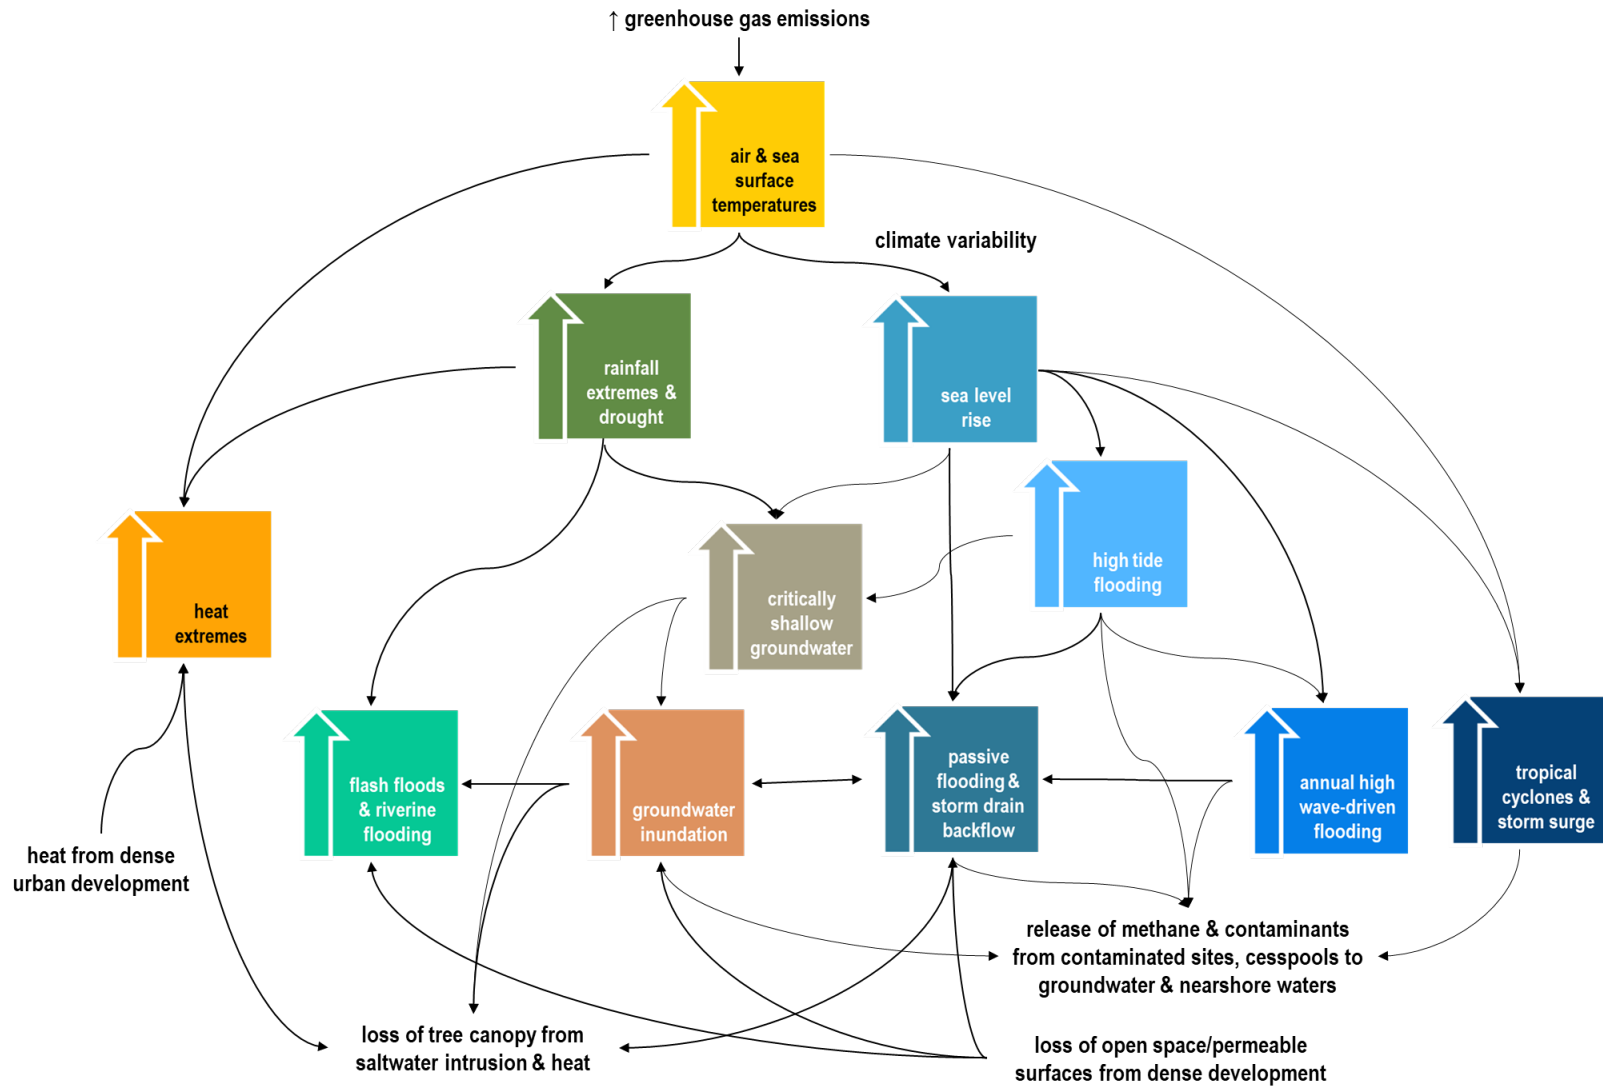 ↑ greenhouse gas emissions
air & sea
surface
temperatures
climate variability
rainfall
extremes &
drought
sea level
rise
high tide
flooding
heat
extremes
critically
shallow
groundwater
flash floods
& riverine
flooding
groundwater
inundation
passive
flooding &
storm drain
backflow
annual high
wave-driven
flooding
tropical
cyclones &
storm surge
heat from dense
urban development
release of methane & contaminants
from contaminated sites, cesspools to
groundwater & nearshore waters
loss of tree canopy from
saltwater intrusion & heat
loss of open space/permeable
surfaces from dense development